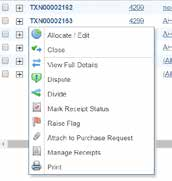 TXN00002162 4200
TXN00002163 4299
Allocate / Edit
Close
View Full Details
Dispute
Divide
Mark Receipt Status
Raise Flag
Attach to Purchase Request
Manage Receipts
Print